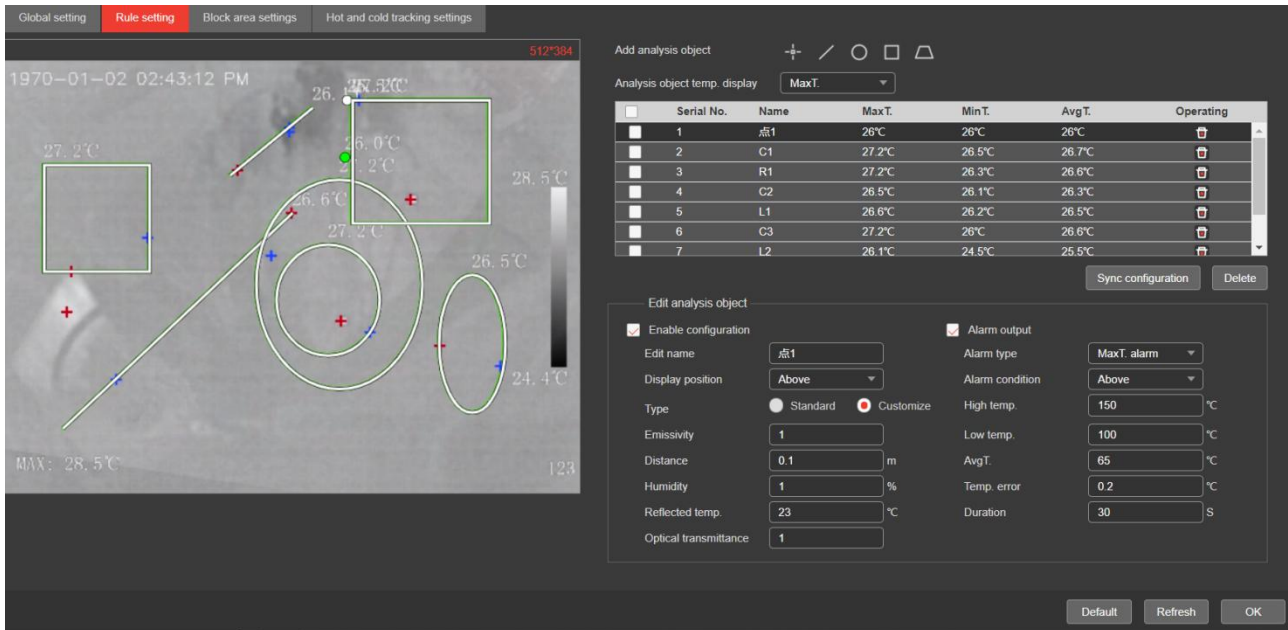 Global setting Rule setting Block area settings Hot and cold tracking settings
512*384
1970-01-02 02:43:12 PM
27.2℃
26.0℃
28.5℃
26.6℃
27.2℃
26.5℃
24.4℃
MAX: 28.5℃
123
Add analysis object
Analysis object temp. display MaxT.
Serial No. Name MaxT. MinT. AvgT. Operating
1 点1 26℃ 26℃ 26℃
2 C1 27.2℃ 26.5℃ 26.7℃
3 R1 27.2℃ 26.3℃ 26.6℃
4 C2 26.5℃ 26.1℃ 26.3℃
5 L1 26.6℃ 26.2℃ 26.5℃
6 C3 27.2℃ 26℃ 26.6℃
7 L2 26.1℃ 24.5℃ 25.5℃
Sync configuration Delete
Edit analysis object
Enable configuration Alarm output
Edit name 点1 Alarm type MaxT. alarm
Display position Above Alarm condition Above
Type Standard Customize High temp. 150 ℃
Emissivity 1 Low temp. 100 ℃
Distance 0.1 m AvgT. 65 ℃
Humidity 1 % Temp. error 0.2 ℃
Reflected temp. 23 ℃ Duration 30 S
Optical transmittance 1
Default Refresh OK